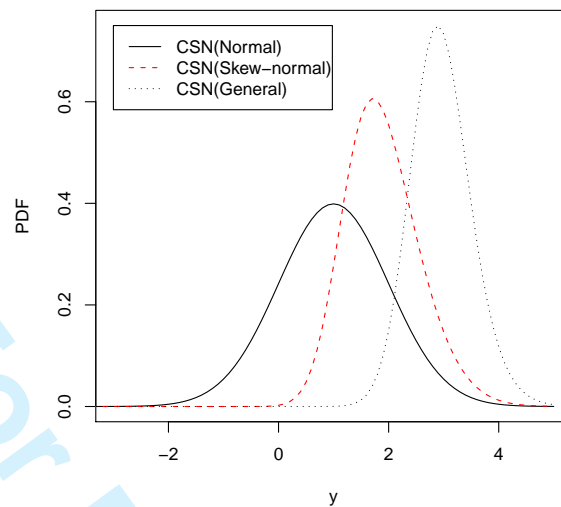 CSN(Normal)
CSN(Skew-normal)
CSN(General)
PDF
0.6
0.4
0.2
0.0
−2
0
2
4
y
or